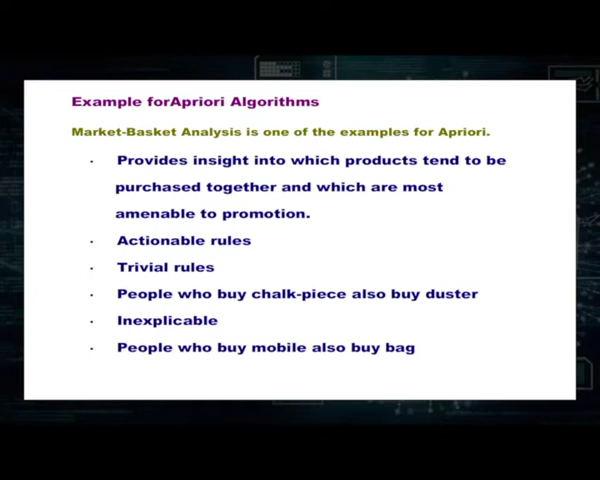 Example forApriori Algorithms
Market-Basket Analysis is one of the examples for Apriori.
· Provides insight into which products tend to be
purchased together and which are most
amenable to promotion.
· Actionable rules
· Trivial rules
· People who buy chalk-piece also buy duster
· Inexplicable
· People who buy mobile also buy bag